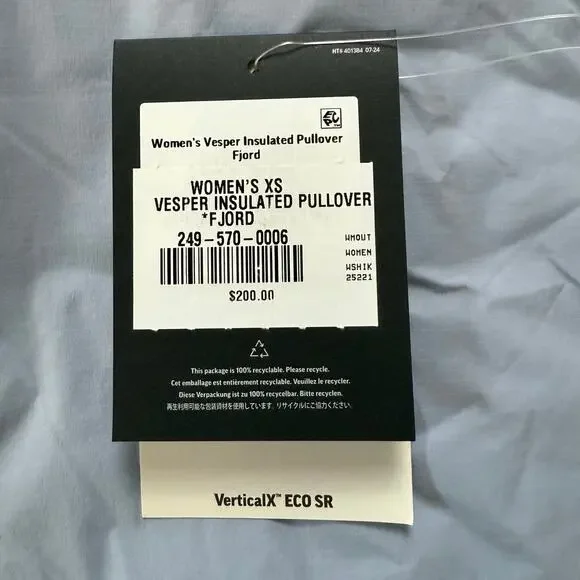 HT# 401384 07-24
Women's Vesper Insulated Pullover
Fjord
WOMEN'S XS
VESPER INSULATED PULLOVER
*FJORD
249-570-0006
WMOUT
WOMEN
WSHIK
25221
$200.00
This package is 100% recyclable. Please recycle.
Cet emballage est entièrement recyclable. Veuillez le recycler.
Diese Verpackung ist zu 100% recycelbar. Bitte recyceln.
再生利用可能な包装資材を使用しています。リサイクルにご協力ください。
VerticalX™ ECO SR